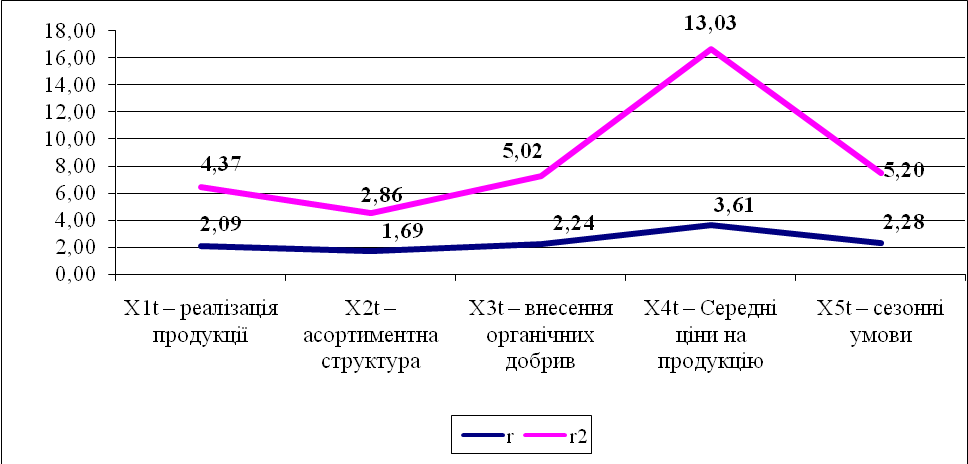 18,00
16,00
14,00
12,00
10,00
8,00
6,00
4,00
2,00
0,00
13,03
5,02
4,37
5,20
2,86
3,61
2,09
2,24
2,28
1,69
X1t – реалізація продукції
X2t – асортиментна структура
X3t – внесення органічних добрив
X4t – Середні ціни на продукцію
X5t – сезонні умови
r
r2